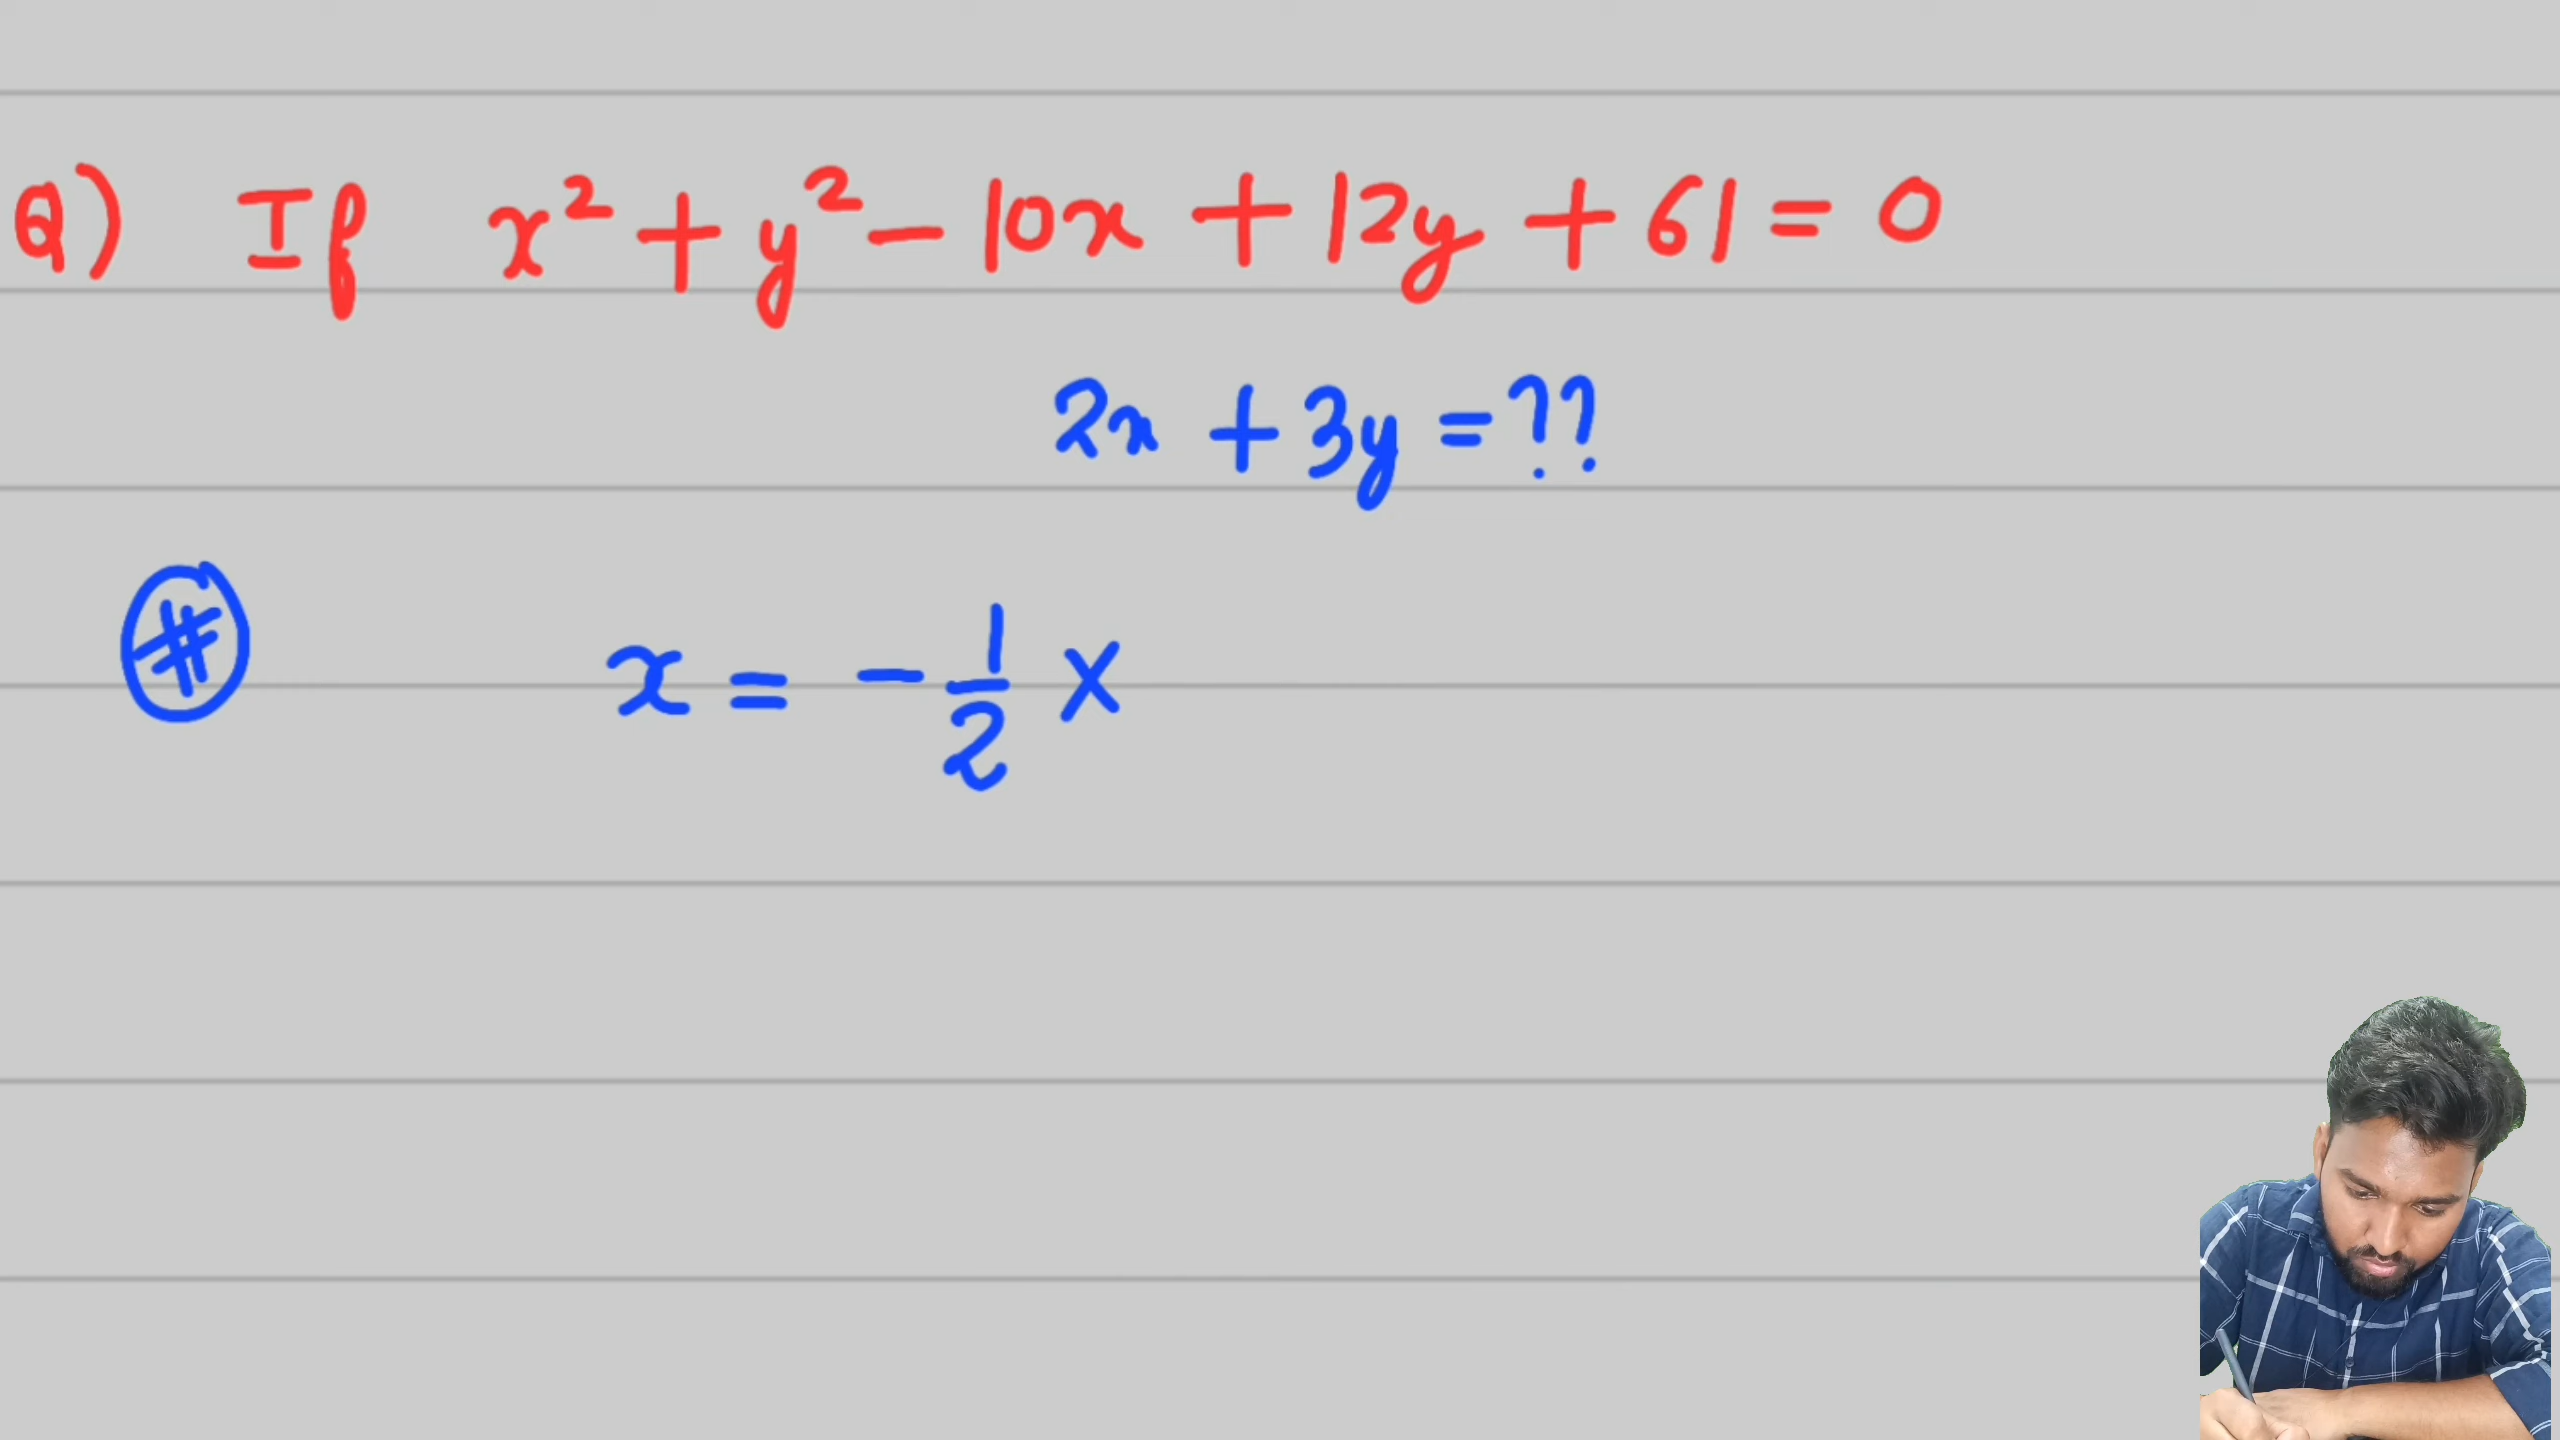 Q) If x² + y² - 10x + 12y + 61 = 0
2x + 3y = ??
# x = - 1/2 ×